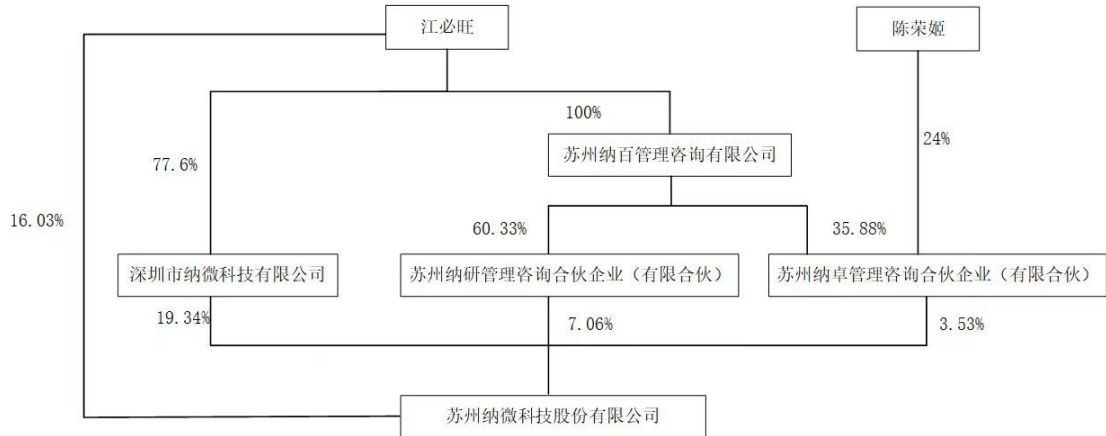 江必旺
陈荣姬
100%
24%
苏州纳百管理咨询有限公司
77.6%
16.03%
60.33%
35.88%
深圳市纳微科技有限公司
苏州纳研管理咨询合伙企业（有限合伙）
苏州纳卓管理咨询合伙企业（有限合伙）
19.34%
7.06%
3.53%
苏州纳微科技股份有限公司